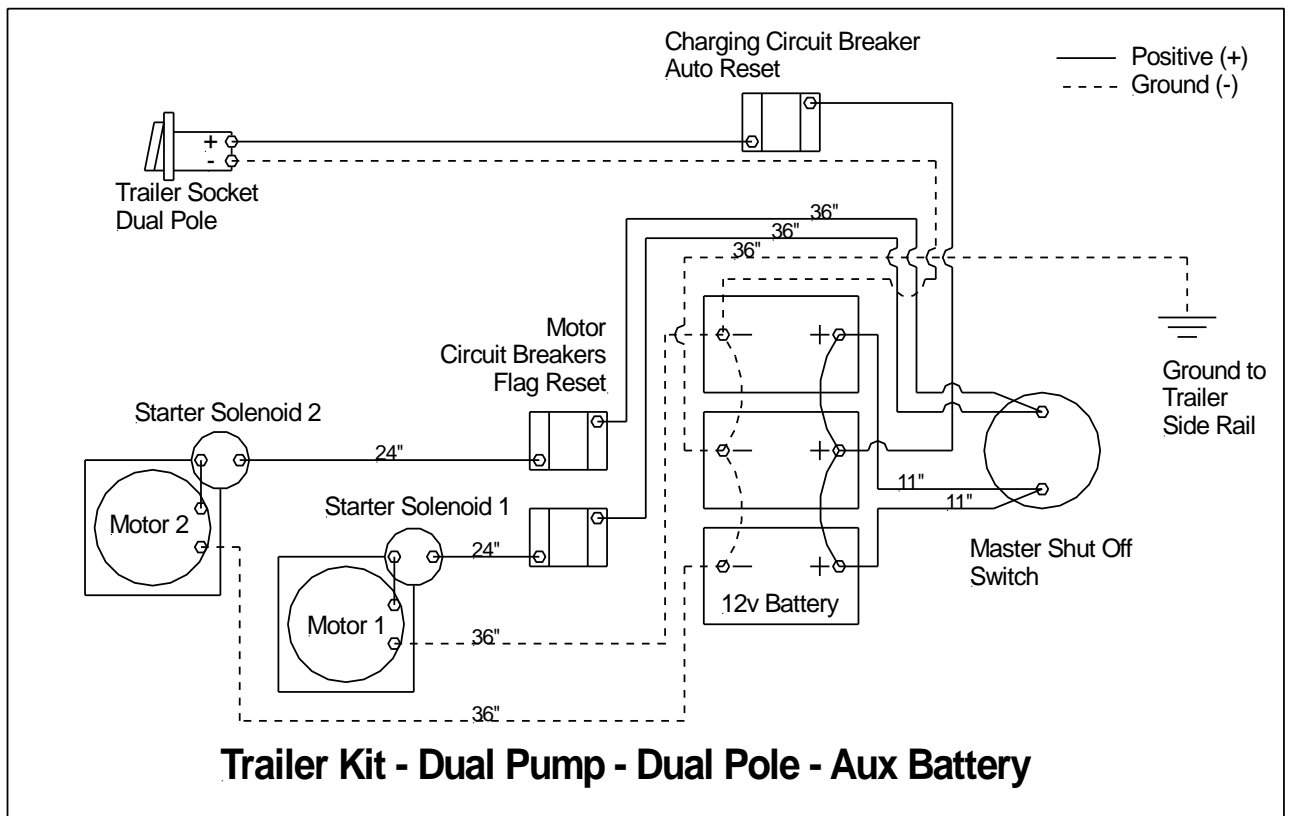 Charging Circuit Breaker
Auto Reset
Positive (+)
Ground (-)
+
-
Trailer Socket
Dual Pole
36"
36"
36"
Motor
Circuit Breakers
Flag Reset
Ground to
Trailer
Side Rail
Starter Solenoid 2
24"
Motor 2
Starter Solenoid 1
24"
Motor 1
− +
− +
− +
12v Battery
11"
11"
Master Shut Off
Switch
36"
36"
Trailer Kit - Dual Pump - Dual Pole - Aux Battery